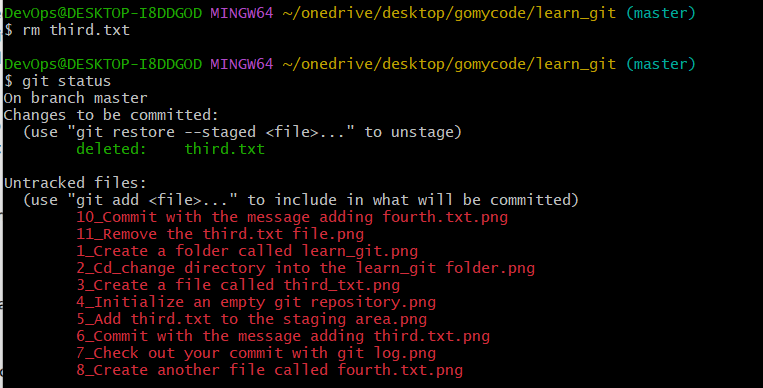 DevOps@DESKTOP-I8DDGOD MINGW64 ~/onedrive/desktop/gomycode/learn_git (master)
$ rm third.txt
DevOps@DESKTOP-I8DDGOD MINGW64 ~/onedrive/desktop/gomycode/learn_git (master)
$ git status
On branch master
Changes to be committed:
  (use "git restore --staged <file>..." to unstage)
        deleted:    third.txt
Untracked files:
  (use "git add <file>..." to include in what will be committed)
        10_Commit with the message adding fourth.txt.png
        11_Remove the third.txt file.png
        1_Create a folder called learn_git.png
        2_Cd_change directory into the learn_git folder.png
        3_Create a file called third_txt.png
        4_Initialize an empty git repository.png
        5_Add third.txt to the staging area.png
        6_Commit with the message adding third.txt.png
        7_Check out your commit with git log.png
        8_Create another file called fourth.txt.png